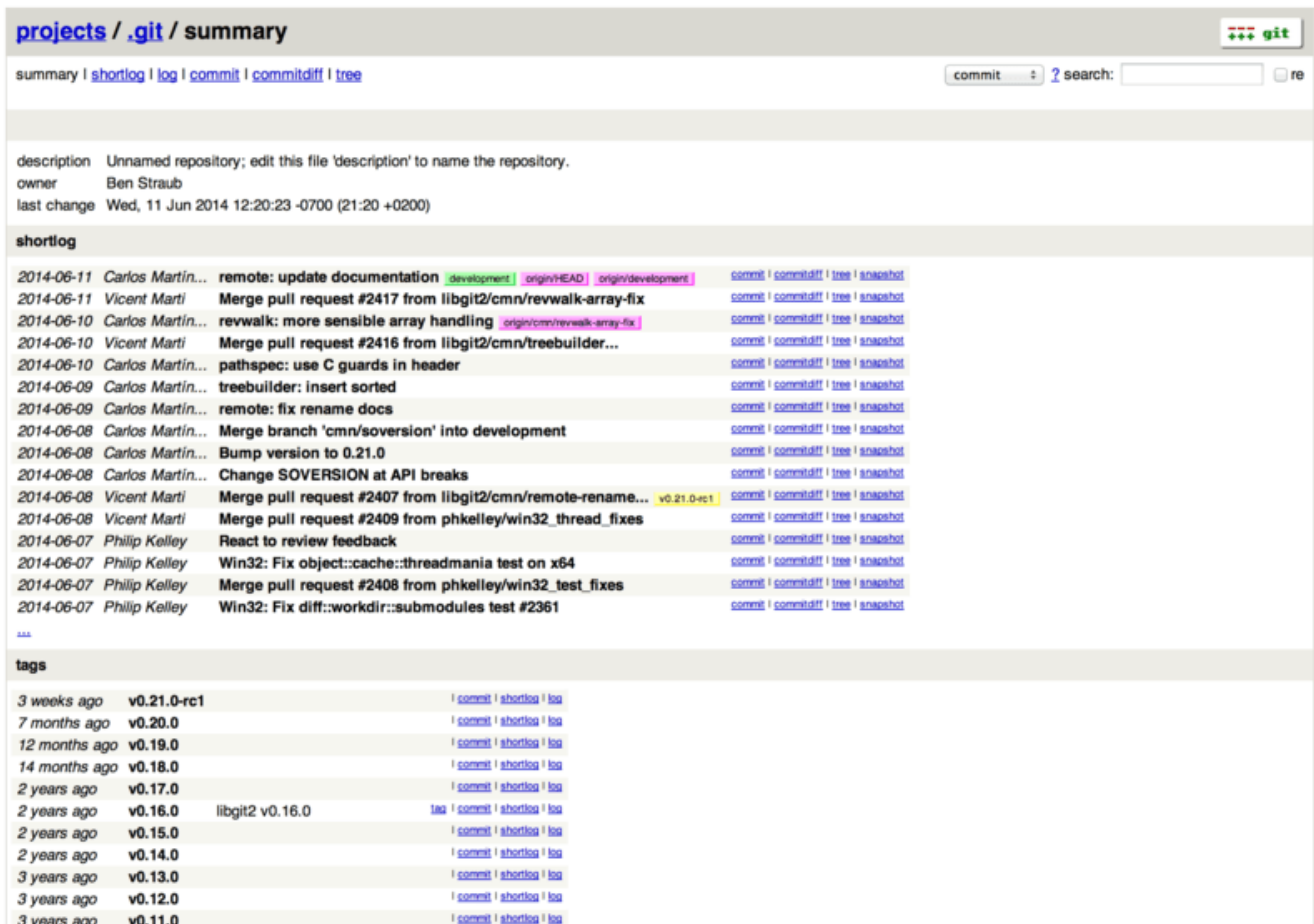 projects / .git / summary
git
summary | shortlog | log | commit | commitdiff | tree
commit ? search: re
description Unnamed repository; edit this file 'description' to name the repository.
owner Ben Straub
last change Wed, 11 Jun 2014 12:20:23 -0700 (21:20 +0200)
shortlog
2014-06-11 Carlos Martín... remote: update documentation development origin/HEAD origin/development commit | commitdiff | tree | snapshot
2014-06-11 Vicent Marti Merge pull request #2417 from libgit2/cmn/revwalk-array-fix commit | commitdiff | tree | snapshot
2014-06-10 Carlos Martín... revwalk: more sensible array handling origin/cmn/revwalk-array-fix commit | commitdiff | tree | snapshot
2014-06-10 Vicent Marti Merge pull request #2416 from libgit2/cmn/treebuilder... commit | commitdiff | tree | snapshot
2014-06-10 Carlos Martín... pathspec: use C guards in header commit | commitdiff | tree | snapshot
2014-06-09 Carlos Martín... treebuilder: insert sorted commit | commitdiff | tree | snapshot
2014-06-09 Carlos Martín... remote: fix rename docs commit | commitdiff | tree | snapshot
2014-06-08 Carlos Martín... Merge branch 'cmn/soversion' into development commit | commitdiff | tree | snapshot
2014-06-08 Carlos Martín... Bump version to 0.21.0 commit | commitdiff | tree | snapshot
2014-06-08 Carlos Martín... Change SOVERSION at API breaks commit | commitdiff | tree | snapshot
2014-06-08 Vicent Marti Merge pull request #2407 from libgit2/cmn/remote-rename... v0.21.0-rc1 commit | commitdiff | tree | snapshot
2014-06-08 Vicent Marti Merge pull request #2409 from phkelley/win32_thread_fixes commit | commitdiff | tree | snapshot
2014-06-07 Philip Kelley React to review feedback commit | commitdiff | tree | snapshot
2014-06-07 Philip Kelley Win32: Fix object::cache::threadmania test on x64 commit | commitdiff | tree | snapshot
2014-06-07 Philip Kelley Merge pull request #2408 from phkelley/win32_test_fixes commit | commitdiff | tree | snapshot
2014-06-07 Philip Kelley Win32: Fix diff::workdir::submodules test #2361 commit | commitdiff | tree | snapshot
...
tags
3 weeks ago v0.21.0-rc1 | commit | shortlog | log
7 months ago v0.20.0 | commit | shortlog | log
12 months ago v0.19.0 | commit | shortlog | log
14 months ago v0.18.0 | commit | shortlog | log
2 years ago v0.17.0 | commit | shortlog | log
2 years ago v0.16.0 libgit2 v0.16.0 tag | commit | shortlog | log
2 years ago v0.15.0 | commit | shortlog | log
2 years ago v0.14.0 | commit | shortlog | log
3 years ago v0.13.0 | commit | shortlog | log
3 years ago v0.12.0 | commit | shortlog | log
3 years ago v0.11.0 | commit | shortlog | log